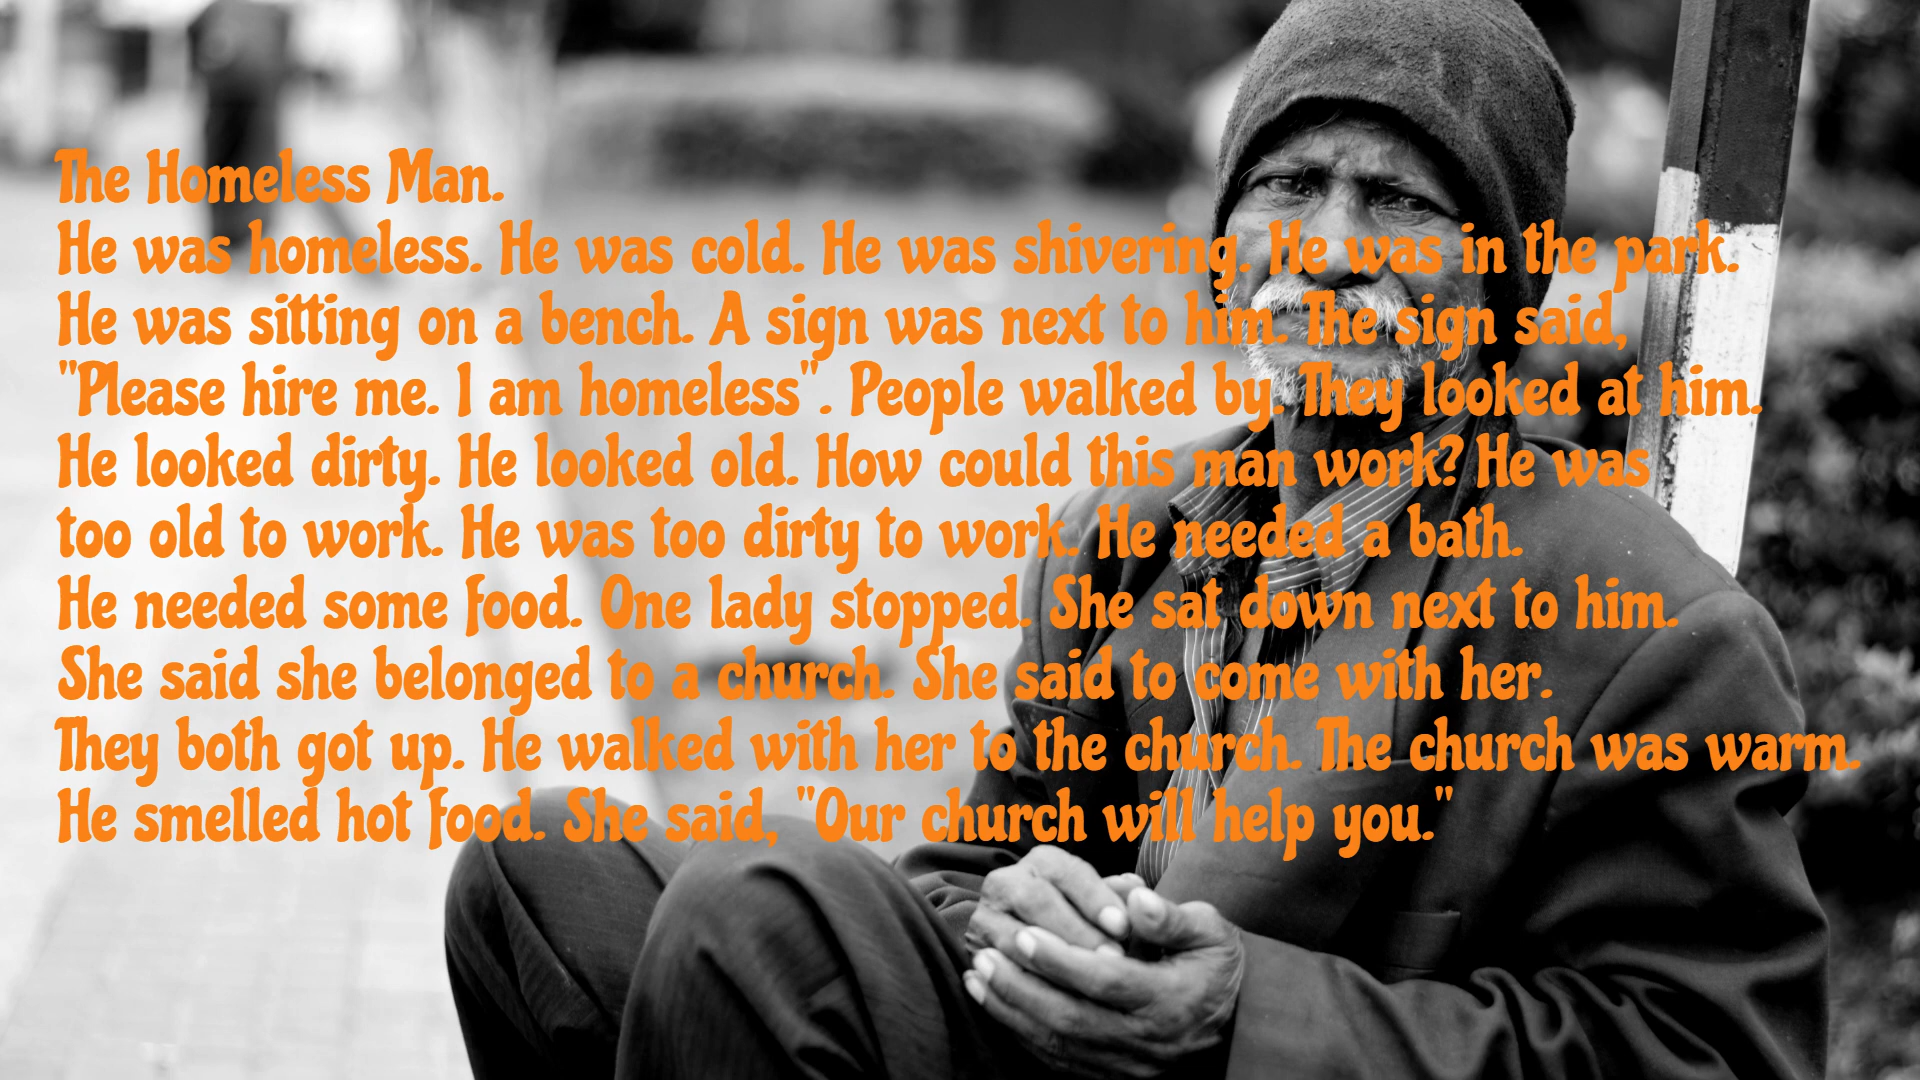 The Homeless Man.
He was homeless. He was cold. He was shivering. He was in the park.
He was sitting on a bench. A sign was next to him. The sign said,
"Please hire me. I am homeless". People walked by. They looked at him.
He looked dirty. He looked old. How could this man work? He was
too old to work. He was too dirty to work. He needed a bath.
He needed some food. One lady stopped. She sat down next to him.
She said she belonged to a church. She said to come with her.
They both got up. He walked with her to the church. The church was warm.
He smelled hot food. She said, "Our church will help you."